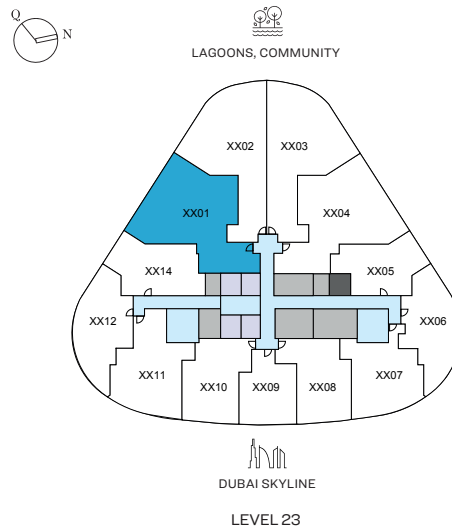 Q
N
LAGOONS, COMMUNITY
XX02
XX03
XX01
XX04
XX14
XX05
XX12
XX06
XX11
XX10
XX09
XX08
XX07
DUBAI SKYLINE
LEVEL 23